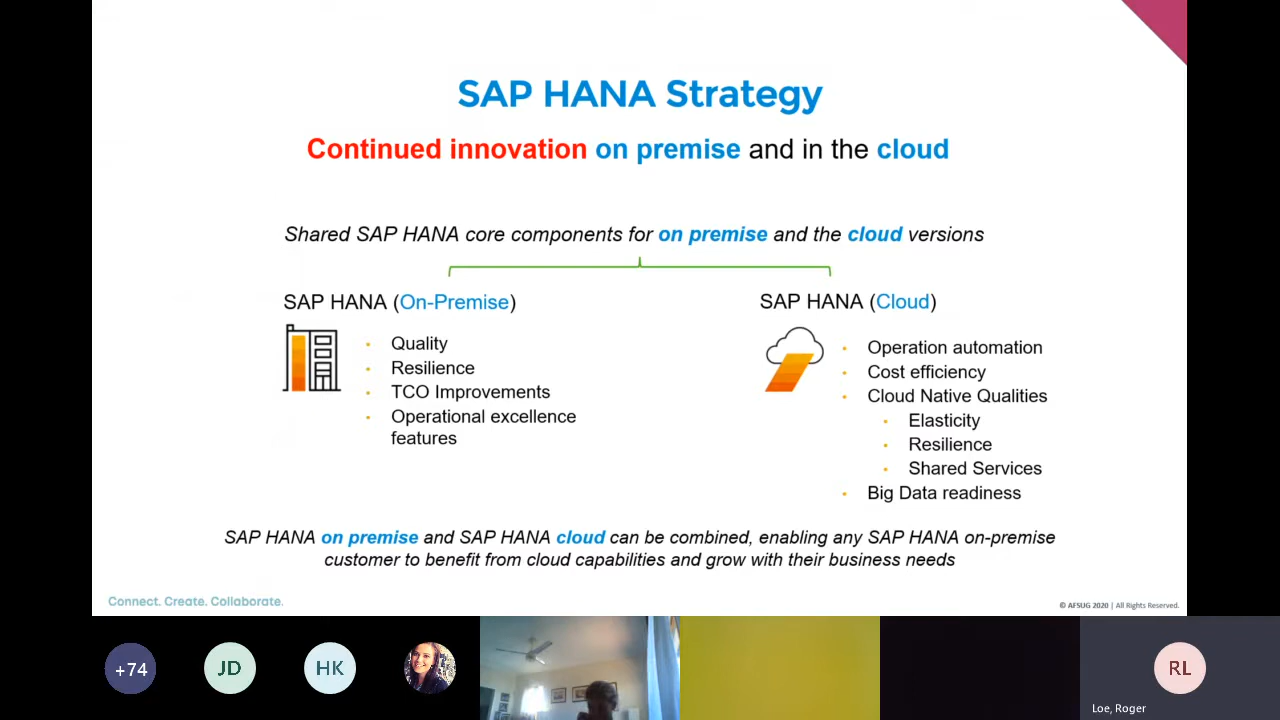 SAP HANA Strategy
Continued innovation on premise and in the cloud
Shared SAP HANA core components for on premise and the cloud versions
SAP HANA (On-Premise)
Quality
Resilience
TCO Improvements
Operational excellence
features
SAP HANA (Cloud)
Operation automation
Cost efficiency
Cloud Native Qualities
Elasticity
Resilience
Shared Services
Big Data readiness
SAP HANA on premise and SAP HANA cloud can be combined, enabling any SAP HANA on-premise
customer to benefit from cloud capabilities and grow with their business needs
Connect. Create. Collaborate.
© AFSUG 2020 | All Rights Reserved.
+74
JD
HK
RL
Loe, Roger